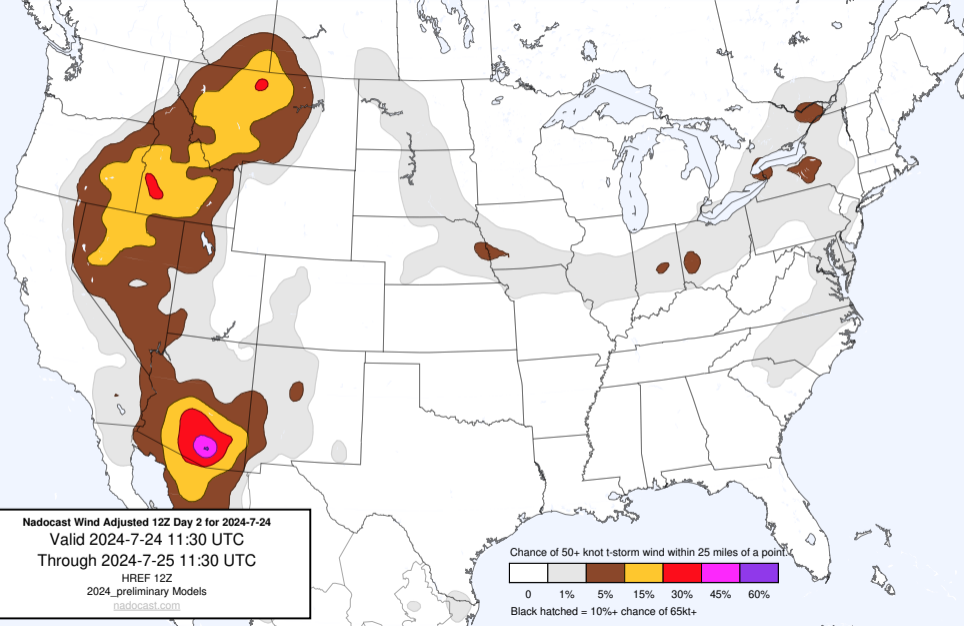 Nadocast Wind Adjusted 12Z Day 2 for 2024-7-24
Valid 2024-7-24 11:30 UTC
Through 2024-7-25 11:30 UTC
HREF 12Z
2024_preliminary Models
nadocast.com
Chance of 50+ knot t-storm wind within 25 miles of a point.
0 1% 5% 15% 30% 45% 60%
Black hatched = 10%+ chance of 65kt+